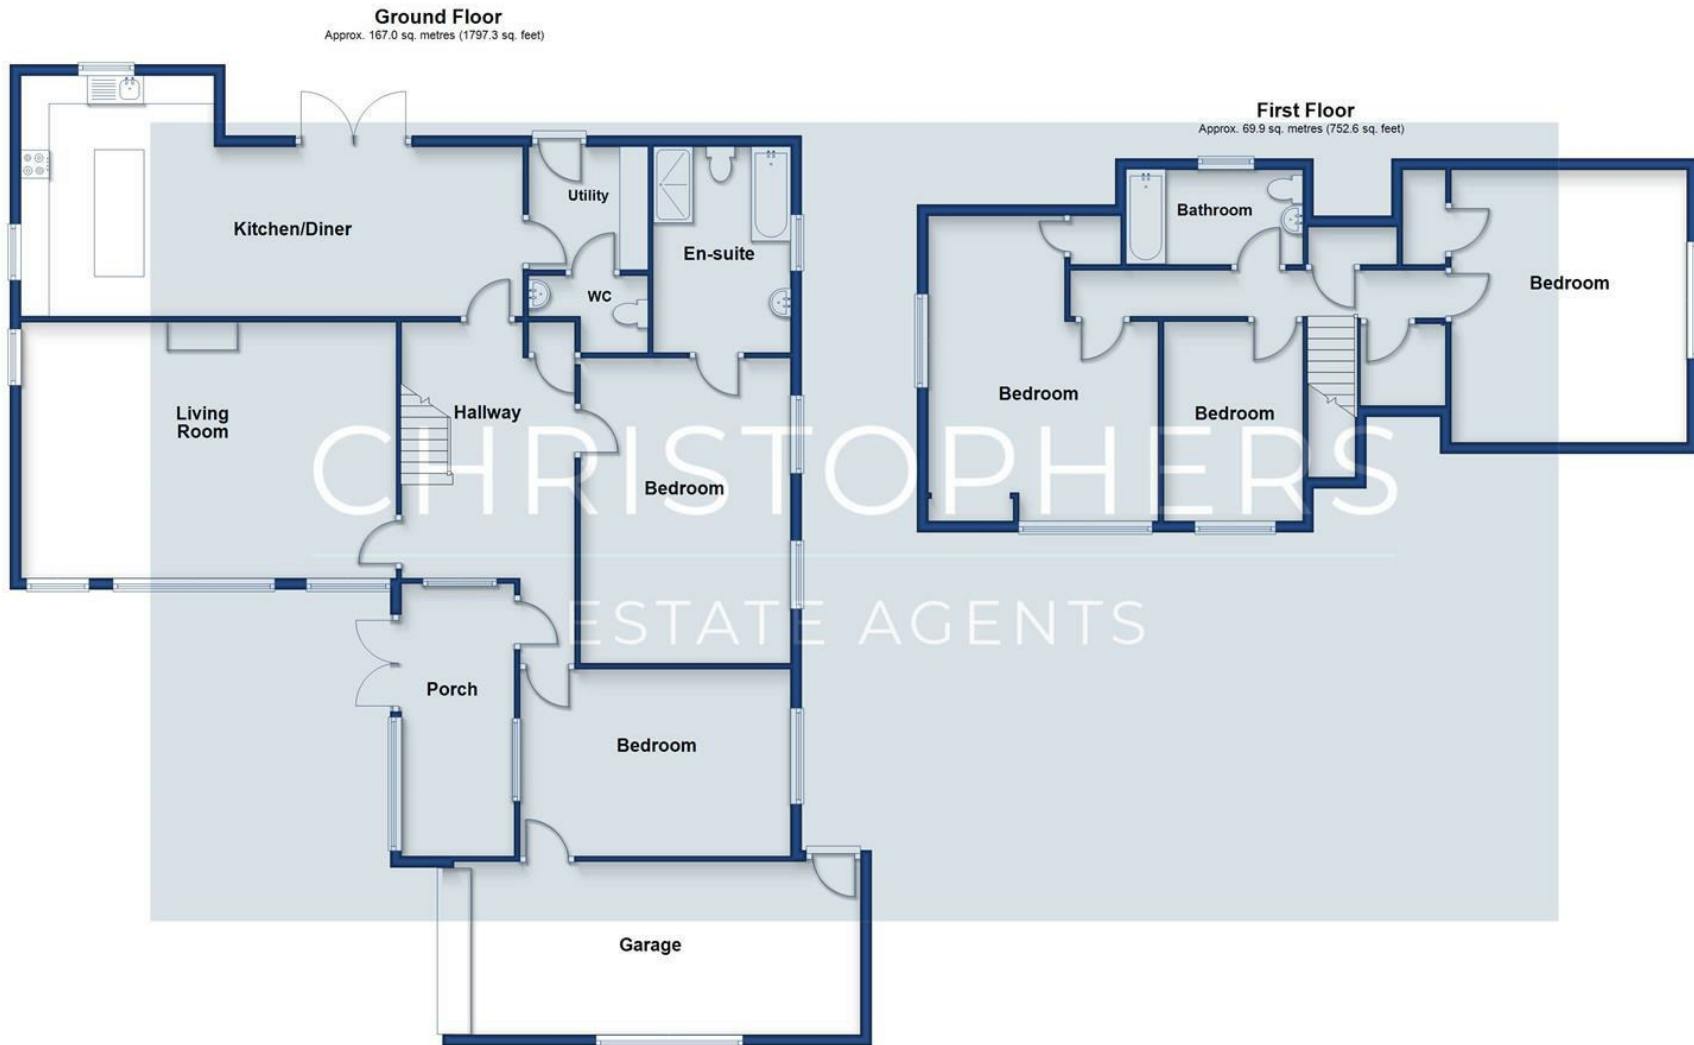 Ground Floor
Approx. 167.0 sq. metres (1797.3 sq. feet)
Kitchen/Diner
Utility
En-suite
WC
Living
Room
Hallway
Bedroom
Porch
Bedroom
Garage
First Floor
Approx. 69.9 sq. metres (752.6 sq. feet)
Bathroom
Bedroom
Bedroom
Bedroom
CHRISTOPHERS
ESTATE AGENTS